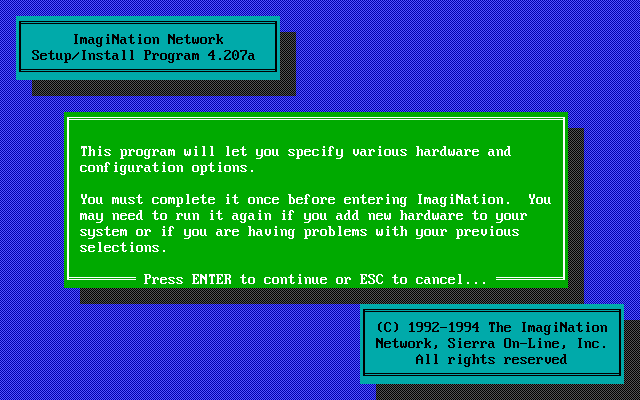 ImagiNation Network
Setup/Install Program 4.207a
This program will let you specify various hardware and
configuration options.
You must complete it once before entering ImagiNation.  You
may need to run it again if you add new hardware to your
system or if you are having problems with your previous
selections.
Press ENTER to continue or ESC to cancel...
(C) 1992-1994 The ImagiNation
Network, Sierra On-Line, Inc.
All rights reserved